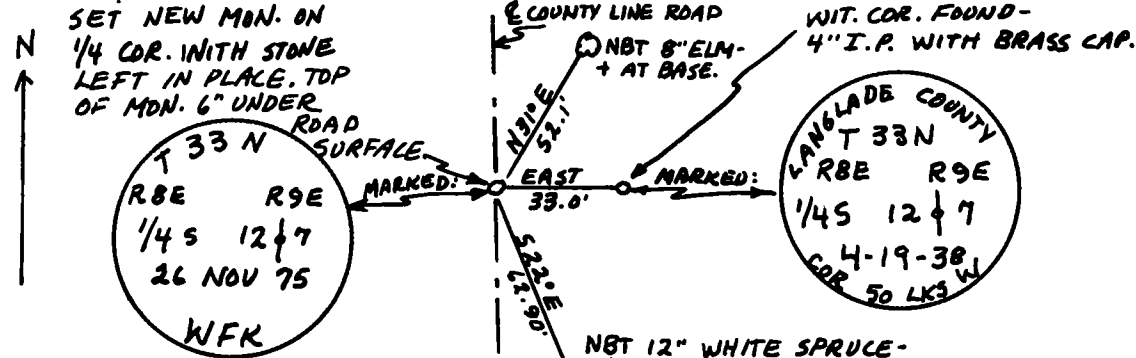 SET NEW MON. ON
1/4 COR. WITH STONE
LEFT IN PLACE. TOP
OF MON. 6" UNDER
ROAD
SURFACE
N
℄ COUNTY LINE ROAD
NBT 8" ELM-
+ AT BASE.
WIT. COR. FOUND-
4" I.P. WITH BRASS CAP.
N31°E
52.1'
MARKED:
EAST
33.0'
MARKED:
S22°E
62.90'
T 33 N
R8E R9E
1/4 S 12 7
26 NOV 75
WFK
LANGLADE COUNTY
T 33N
R8E R9E
1/4 S 12 7
4-19-38
COR 50 LKS W
NBT 12" WHITE SPRUCE-